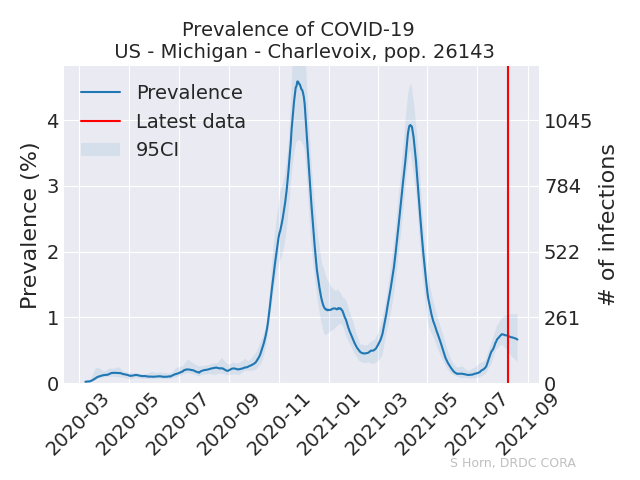 Prevalence of COVID-19
US - Michigan - Charlevoix, pop. 26143
Prevalence
Latest data
95CI
Prevalence (%)
4
3
2
1
0
1045
784
522
261
0
# of infections
2020-03
2020-05
2020-07
2020-09
2020-11
2021-01
2021-03
2021-05
2021-07
2021-09
S Horn, DRDC CORA